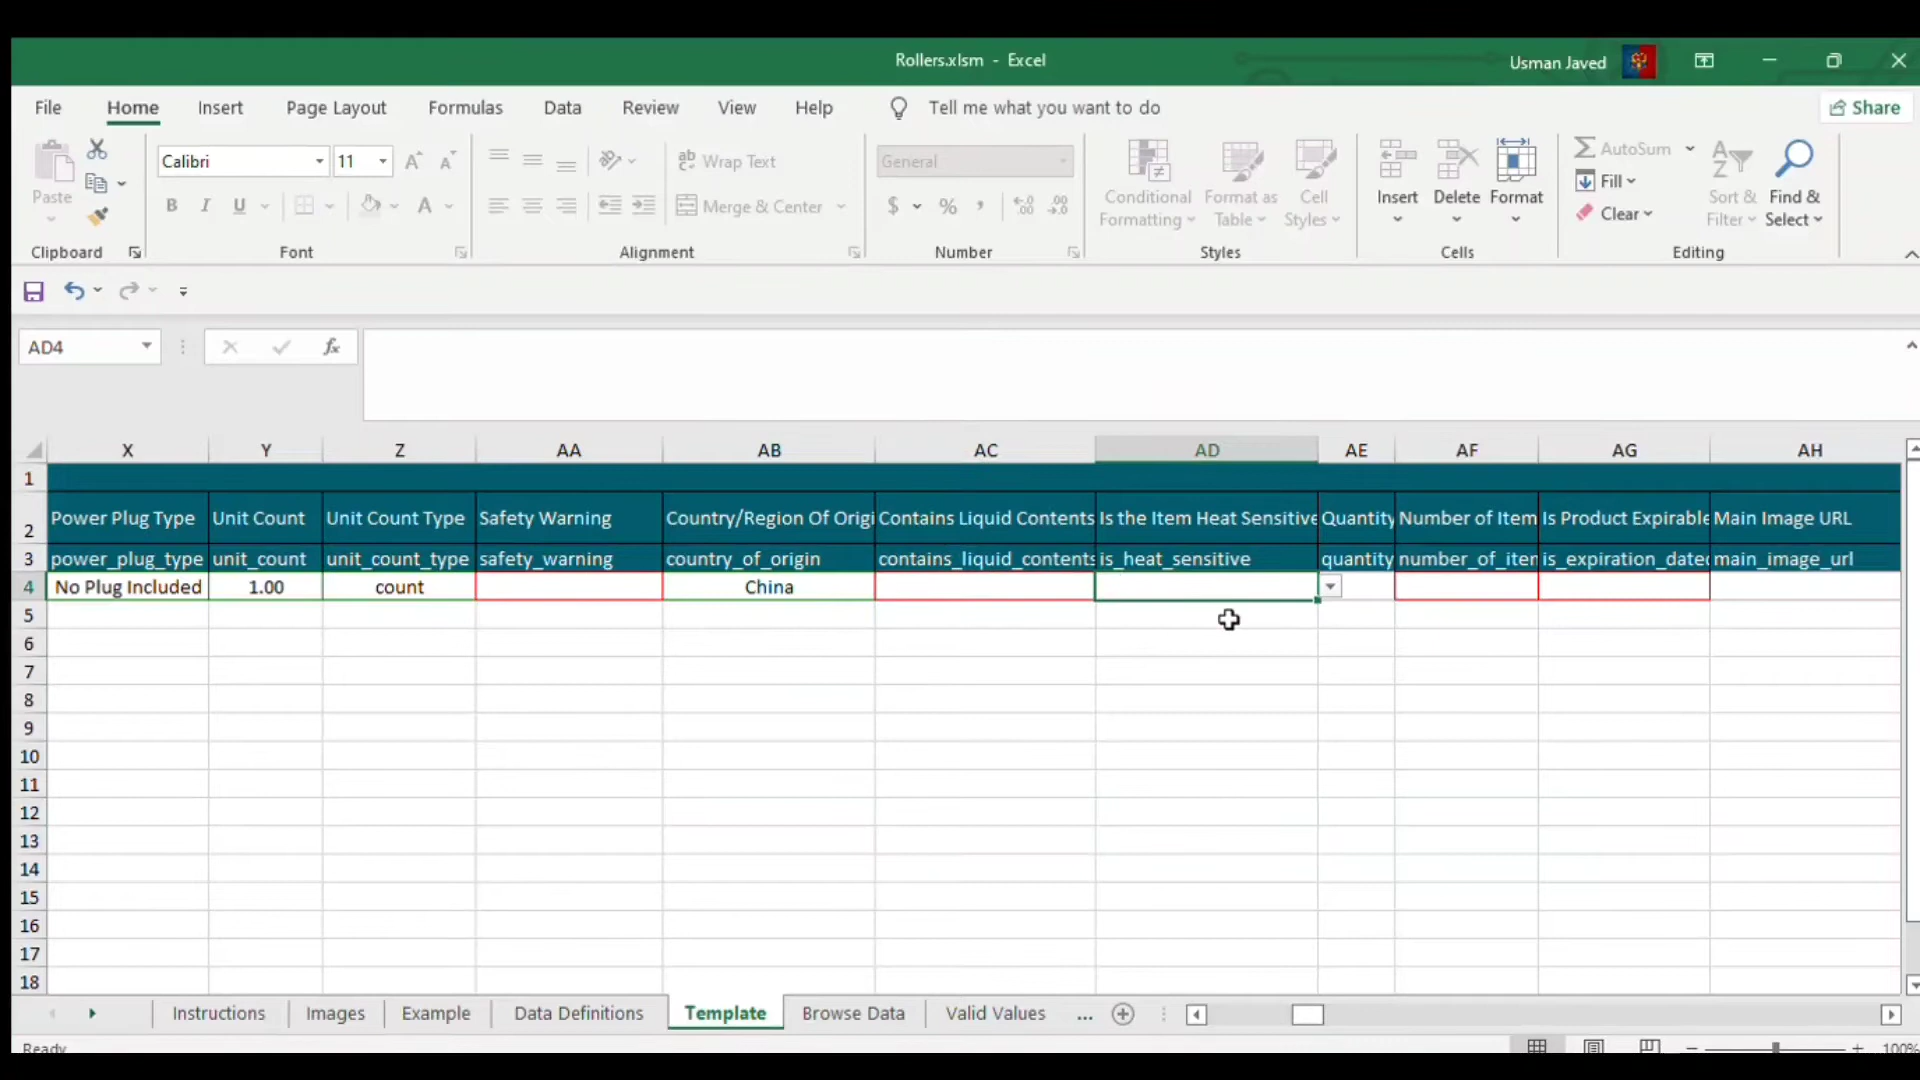 Rollers.xlsm - Excel
Usman Javed
File Home Insert Page Layout Formulas Data Review View Help Tell me what you want to do Share
Calibri 11 Wrap Text General AutoSum
Paste Conditional Formatting Format as Table Cell Styles Insert Delete Format Fill Sort & Filter Find & Select
B I U A Merge & Center $ % , Clear
Clipboard Font Alignment Number Styles Cells Editing
AD4 fx
X Y Z AA AB AC AD AE AF AG AH
1
2 Power Plug Type Unit Count Unit Count Type Safety Warning Country/Region Of Origi Contains Liquid Contents Is the Item Heat Sensitive Quantity Number of Item Is Product Expirable Main Image URL
3 power_plug_type unit_count unit_count_type safety_warning country_of_origin contains_liquid_contents is_heat_sensitive quantity number_of_iten is_expiration_date main_image_url
4 No Plug Included 1.00 count China
5
6
7
8
9
10
11
12
13
14
15
16
17
18
Instructions Images Example Data Definitions Template Browse Data Valid Values ...
Ready 100%